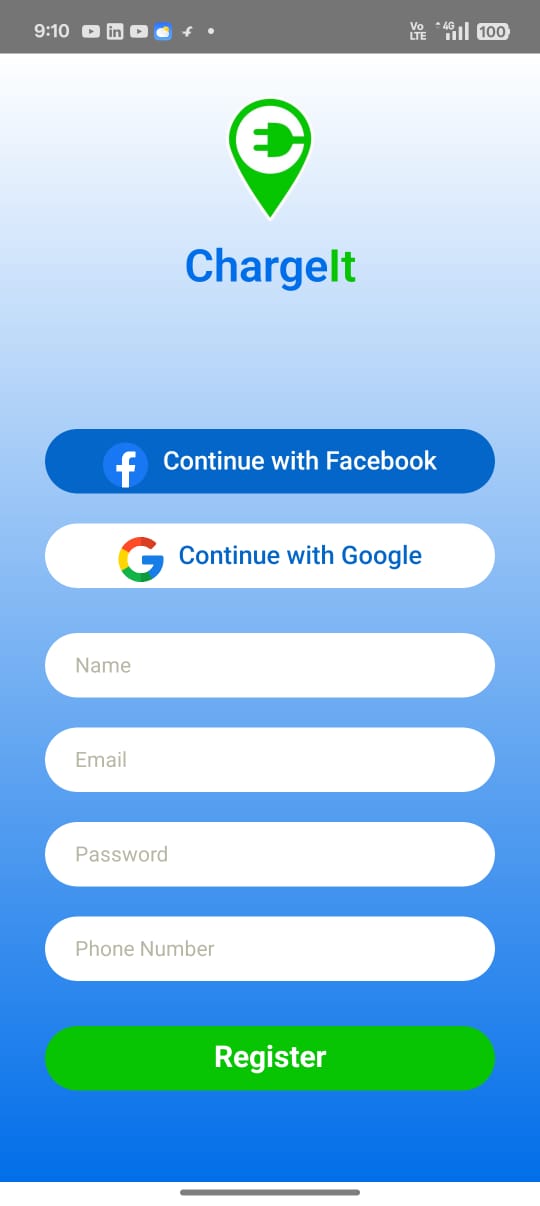 9:10
Vo
LTE
4G
100
ChargeIt
Continue with Facebook
Continue with Google
Name
Email
Password
Phone Number
Register